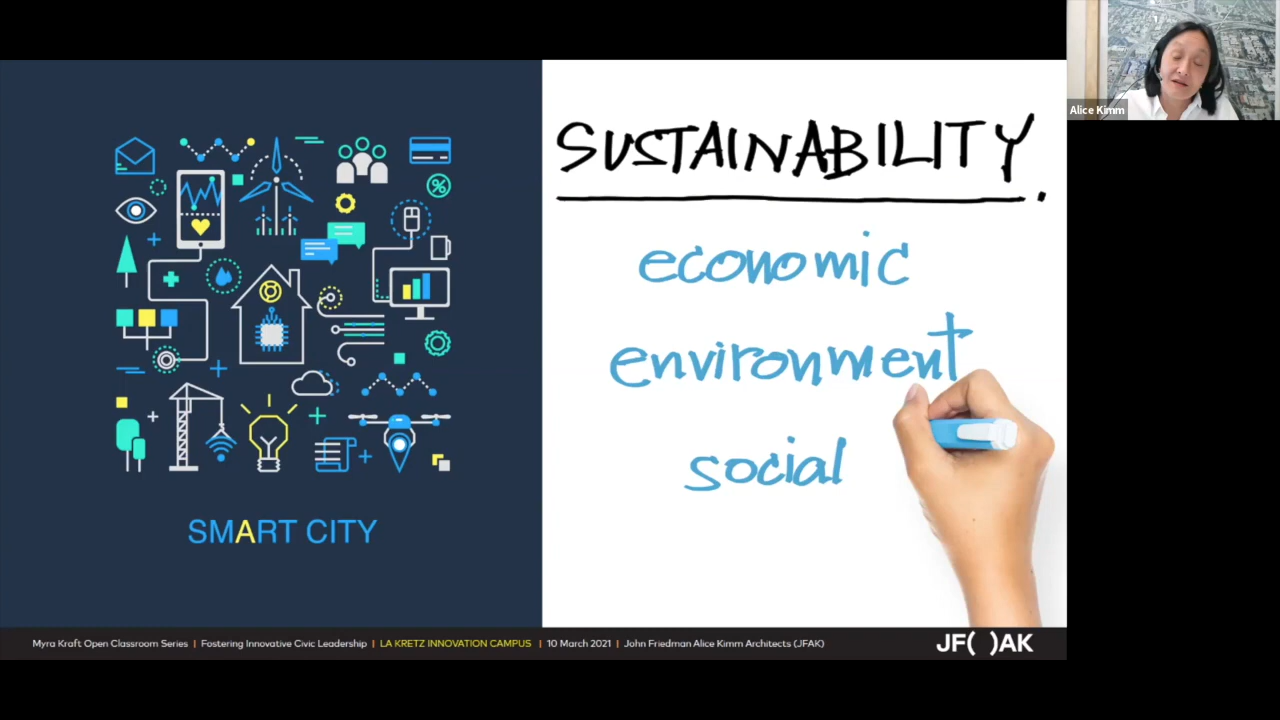 Alice Kimm
SUSTAINABILITY.
economic
environment
social
%
SMART CITY
Myra Kraft Open Classroom Series | Fostering Innovative Civic Leadership | LA KRETZ INNOVATION CAMPUS | 10 March 2021 | John Friedman Alice Kimm Architects (JFAK)
JF( )AK